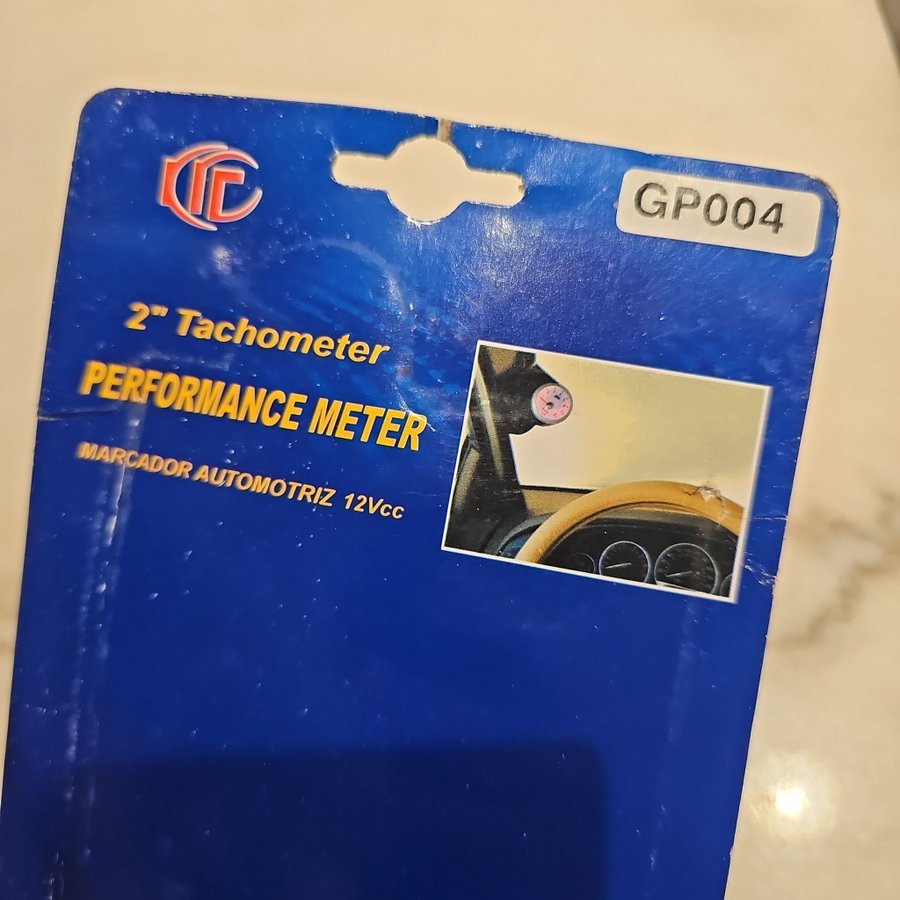 GP004
2" Tachometer
PERFORMANCE METER
MARCADOR AUTOMOTRIZ 12Vcc